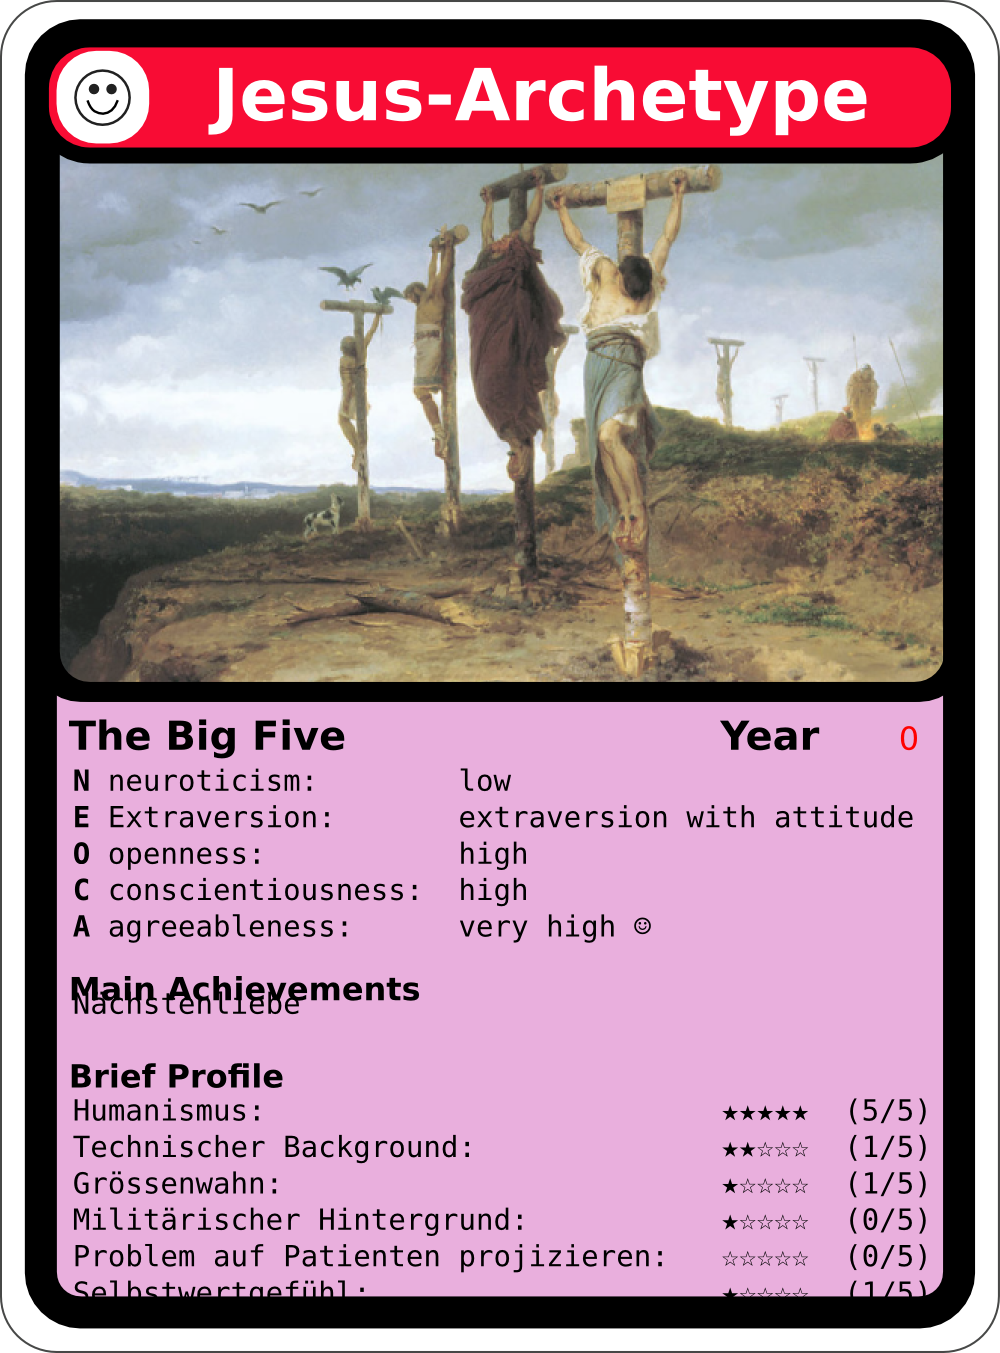 Jesus-Archetype
The Big Five Year 0
N neuroticism: low
E Extraversion: extraversion with attitude
O openness: high
C conscientiousness: high
A agreeableness: very high ☺
Main Achievements
Nächstenliebe
Brief Profile
Humanismus: ★★★★★ (5/5)
Technischer Background: ★★☆☆☆ (1/5)
Grössenwahn: ★☆☆☆☆ (1/5)
Militärischer Hintergrund: ★☆☆☆☆ (0/5)
Problem auf Patienten projizieren: ☆☆☆☆☆ (0/5)
Selbstwertgefühl: ★☆☆☆☆ (1/5)